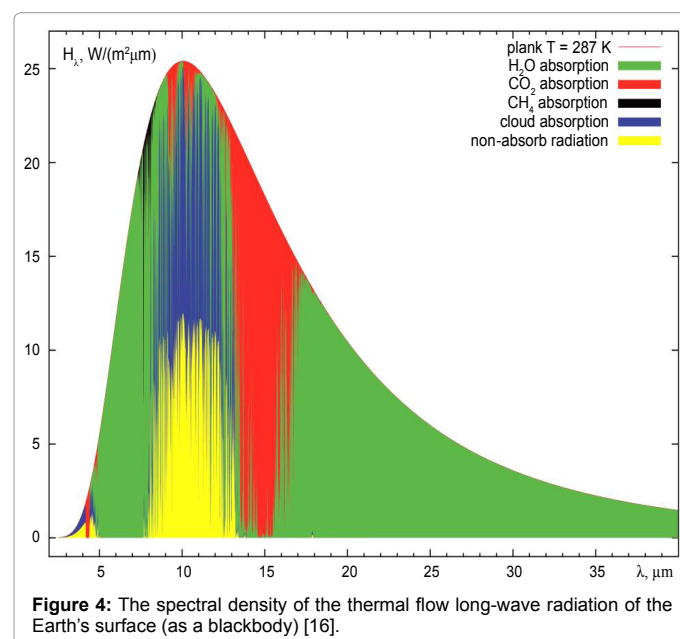 H_λ, W/(m²μm)
plank T = 287 K
H₂O absorption
CO₂ absorption
CH₄ absorption
cloud absorption
non-absorb radiation
25
20
15
10
5
0
5 10 15 20 25 30 35 λ, μm
Figure 4: The spectral density of the thermal flow long-wave radiation of the
Earth's surface (as a blackbody) [16].